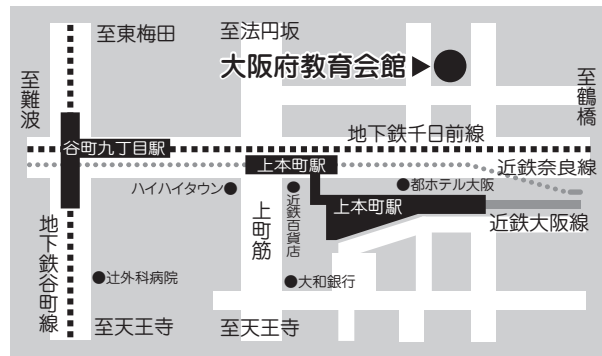 至東梅田
至法円坂
大阪府教育会館▶●
至難波
至鶴橋
地下鉄千日前線
谷町九丁目駅
上本町駅
近鉄奈良線
ハイハイタウン●
●近鉄百貨店
●都ホテル大阪
上本町駅
近鉄大阪線
上町筋
地下鉄谷町線
●辻外科病院
●大和銀行
至天王寺
至天王寺